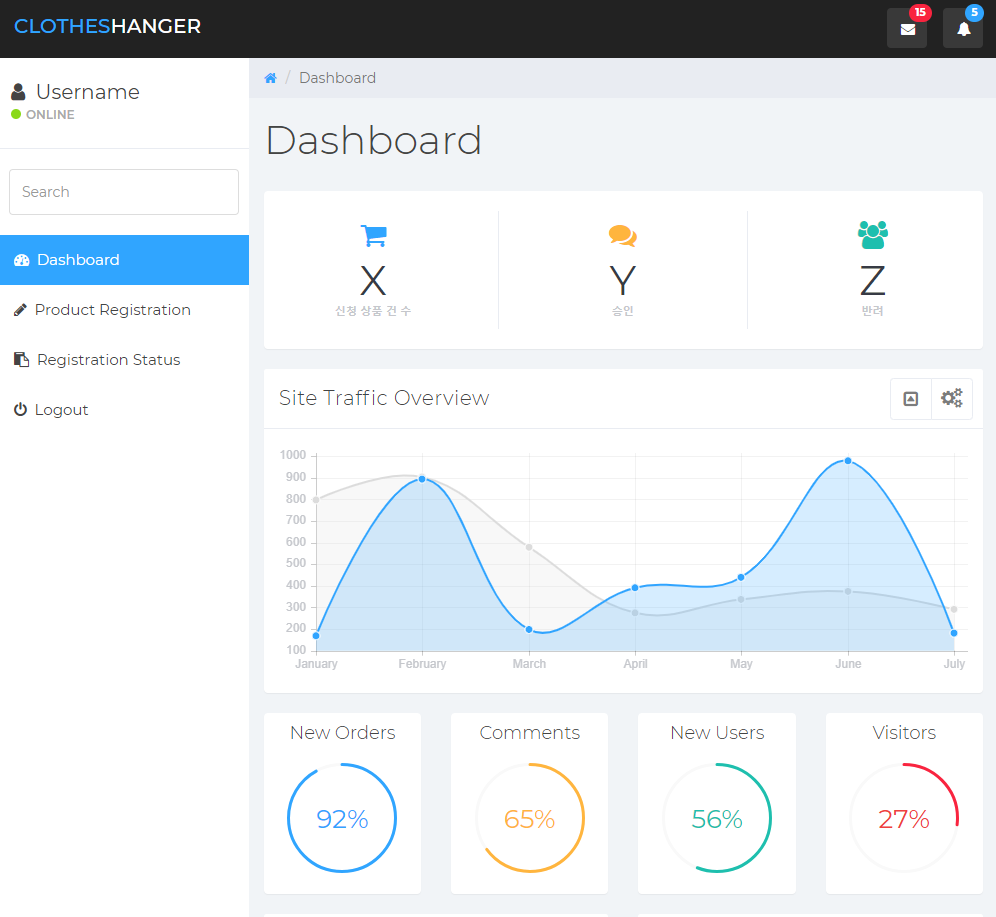 CLOTHESHANGER
15
5
Username
ONLINE
Search
Dashboard
Product Registration
Registration Status
Logout
/ Dashboard
Dashboard
X
신청 상품 건 수
Y
승인
Z
반려
Site Traffic Overview
1000
900
800
700
600
500
400
300
200
100
January February March April May June July
New Orders
92%
Comments
65%
New Users
56%
Visitors
27%